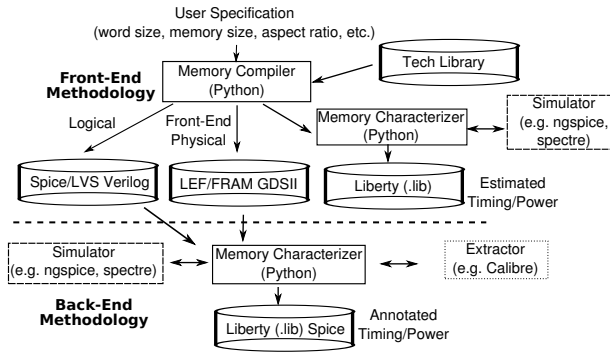 User Specification
(word size, memory size, aspect ratio, etc.)
Front-End
Methodology
Memory Compiler
(Python)
Tech Library
Logical
Front-End
Physical
Memory Characterizer
(Python)
Simulator
(e.g. ngspice,
spectre)
Spice/LVS Verilog
LEF/FRAM GDSII
Liberty (.lib)
Estimated
Timing/Power
Simulator
(e.g. ngspice, spectre)
Memory Characterizer
(Python)
Extractor
(e.g. Calibre)
Back-End
Methodology
Liberty (.lib) Spice
Annotated
Timing/Power